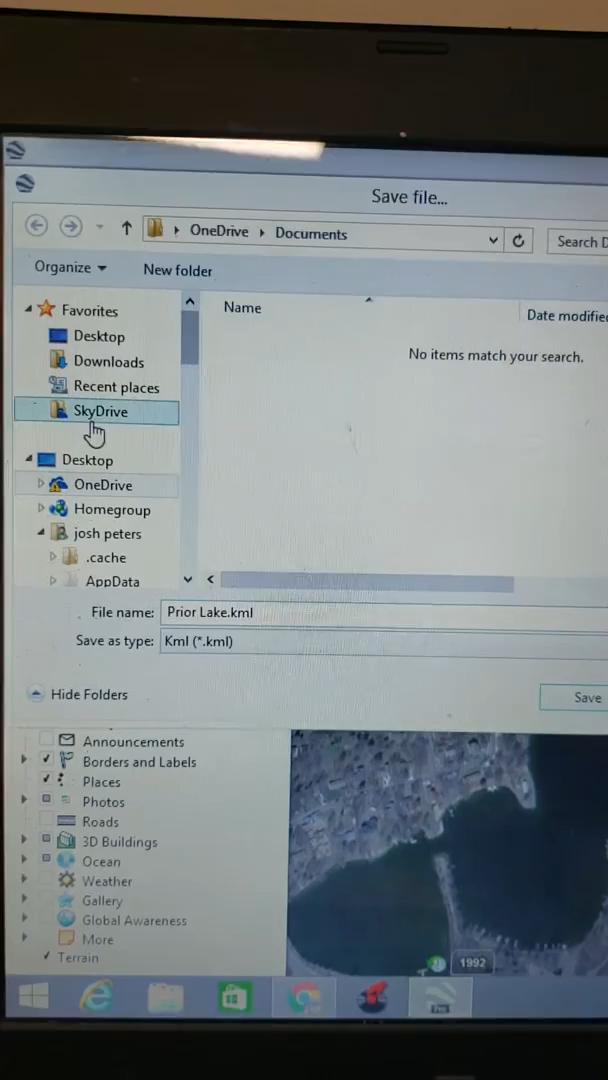 Save file...
OneDrive Documents
Search D
Organize
New folder
Favorites
Desktop
Downloads
Recent places
SkyDrive
Desktop
OneDrive
Homegroup
josh peters
.cache
AppData
Name
Date modifie
No items match your search.
File name: Prior Lake.kml
Save as type: Kml (*.kml)
Hide Folders
Save
Announcements
Borders and Labels
Places
Photos
Roads
3D Buildings
Ocean
Weather
Gallery
Global Awareness
More
Terrain
1992
Pro